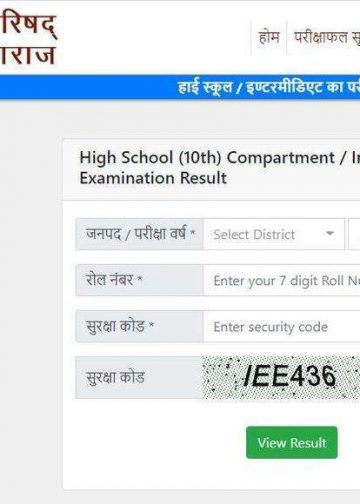 रिषद्
राज
होम परीक्षाफल
हाई स्कूल / इण्टरमीडिएट का
High School (10th) Compartment /
Examination Result
जनपद / परीक्षा वर्ष * Select District
रोल नंबर * Enter your 7 digit Roll
सुरक्षा कोड * Enter security code
सुरक्षा कोड IEE436
View Result